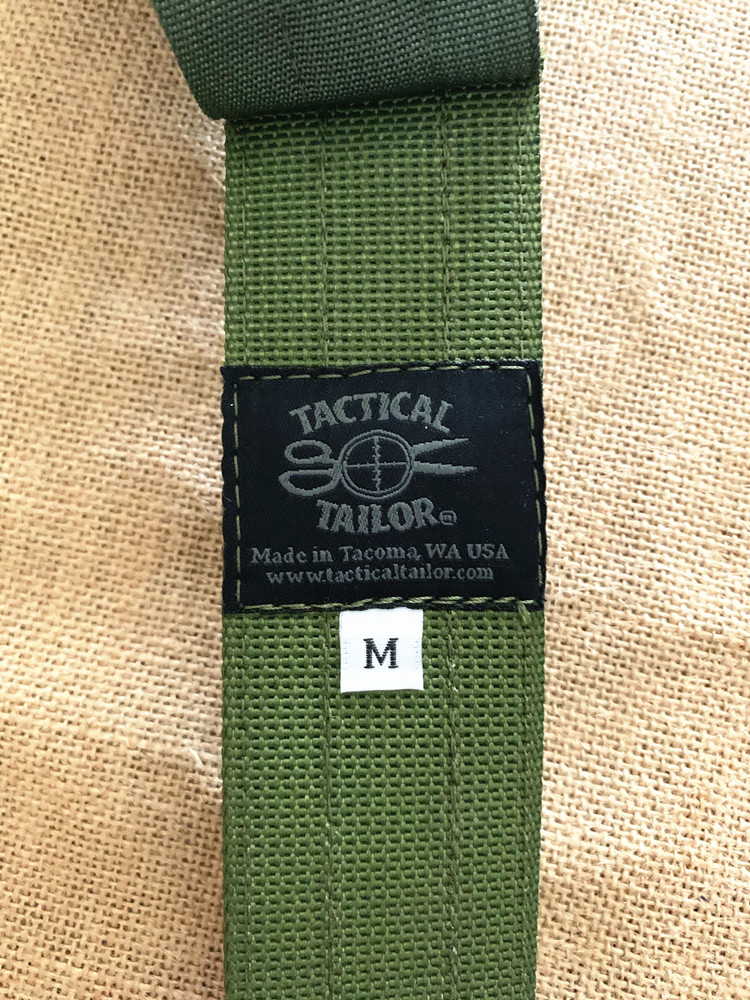 TACTICAL
TAILOR®
Made in Tacoma, WA USA
www.tacticaltailor.com
M